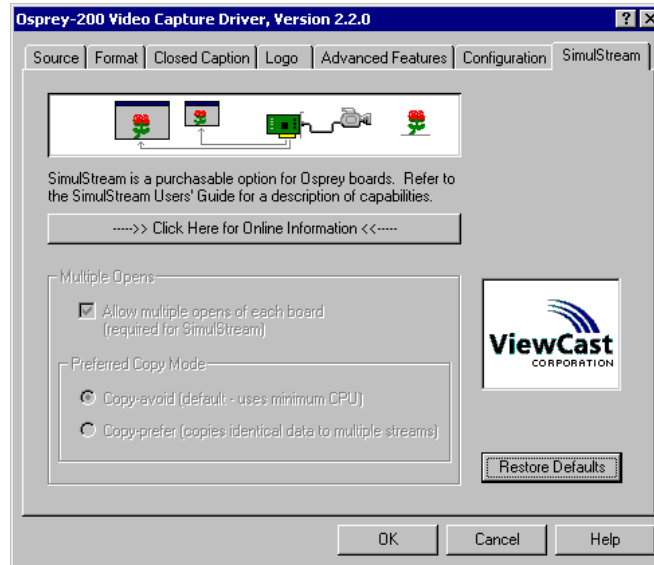 Osprey-200 Video Capture Driver, Version 2.2.0
? X
Source
Format
Closed Caption
Logo
Advanced Features
Configuration
SimulStream
SimulStream is a purchasable option for Osprey boards. Refer to
the SimulStream Users' Guide for a description of capabilities.
----->> Click Here for Online Information <<-----
Multiple Opens
Allow multiple opens of each board
(required for SimulStream)
Preferred Copy Mode
Copy-avoid (default - uses minimum CPU)
Copy-prefer (copies identical data to multiple streams)
ViewCast
CORPORATION
Restore Defaults
OK
Cancel
Help